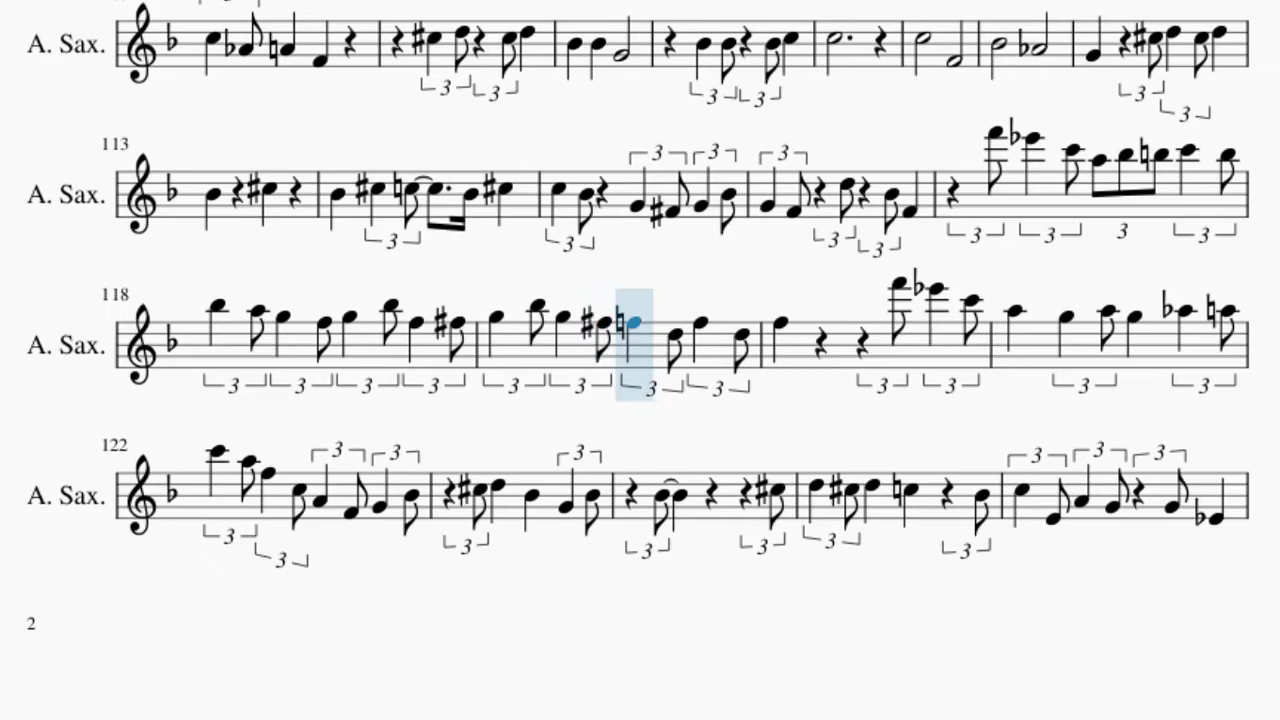 A. Sax.
3 3 3 3 3 3
113
A. Sax.
3 3 3 3 3 3 3 3 3 3 3
118
A. Sax.
3 3 3 3 3 3 3 3 3 3 3 3
122
A. Sax.
3 3 3 3 3 3 3 3 3 3 3 3 3
2